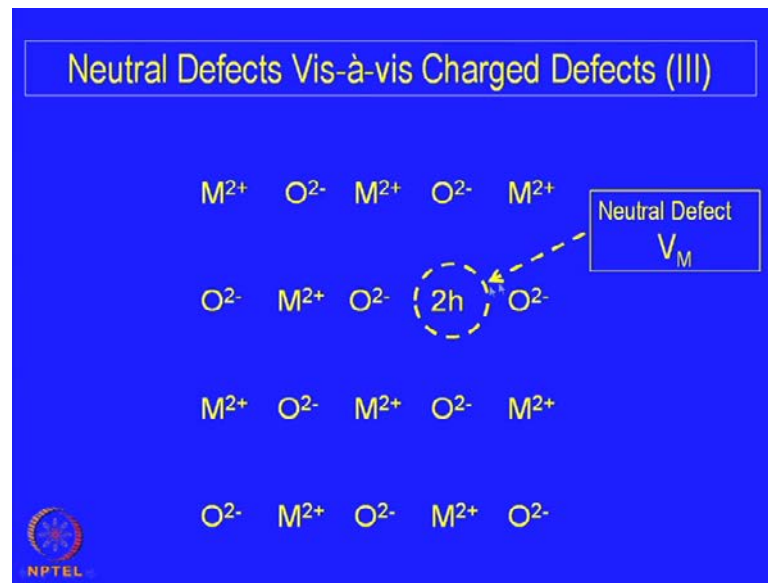 Neutral Defects Vis-à-vis Charged Defects (III)
M²⁺ O²⁻ M²⁺ O²⁻ M²⁺
Neutral Defect
V_M
O²⁻ M²⁺ O²⁻ 2h O²⁻
M²⁺ O²⁻ M²⁺ O²⁻ M²⁺
O²⁻ M²⁺ O²⁻ M²⁺ O²⁻
NPTEL